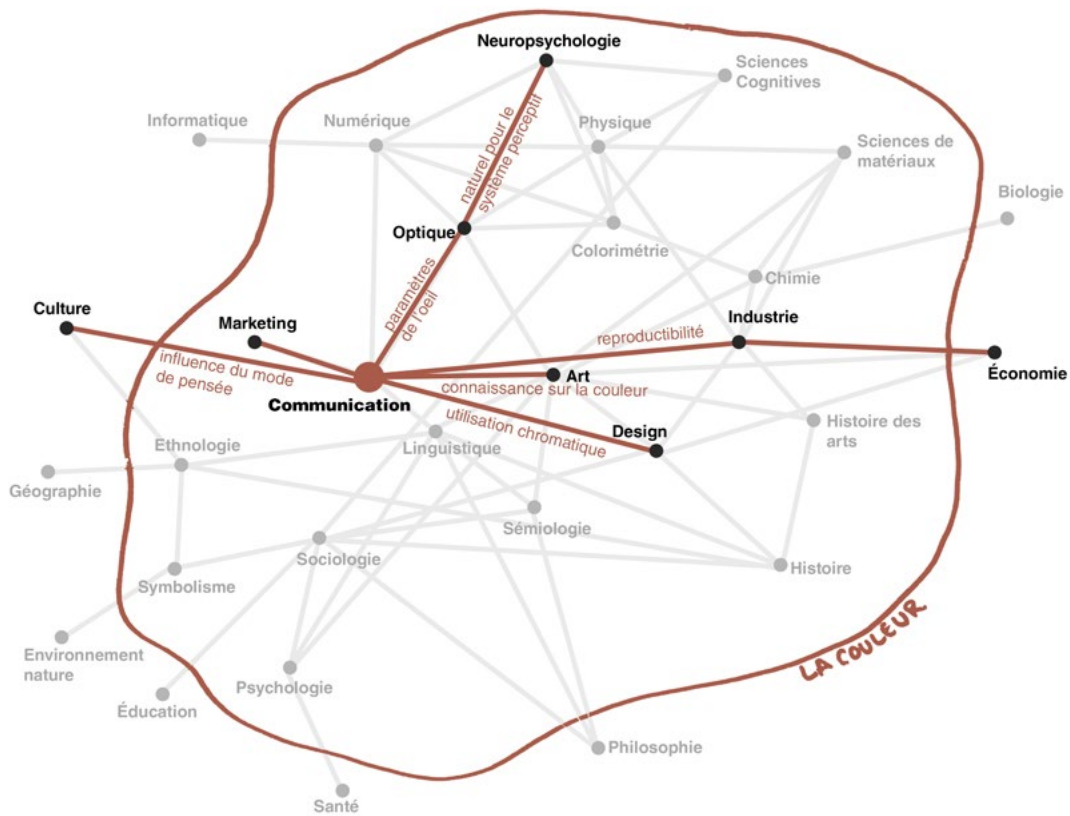 Neuropsychologie
Sciences
Cognitives
Informatique
Numérique
Physique
Sciences de
matériaux
naturel pour le
système perceptif
Biologie
Optique
Colorimétrie
Chimie
paramètres
de l'oeil
Culture
Marketing
Industrie
reproductibilité
influence du mode
de pensée
Art
Économie
connaissance sur la couleur
Communication
utilisation chromatique
Design
Histoire des
arts
Ethnologie
Linguistique
Géographie
Sémiologie
Sociologie
Histoire
Symbolisme
LA COULEUR
Environnement
nature
Psychologie
Éducation
Philosophie
Santé